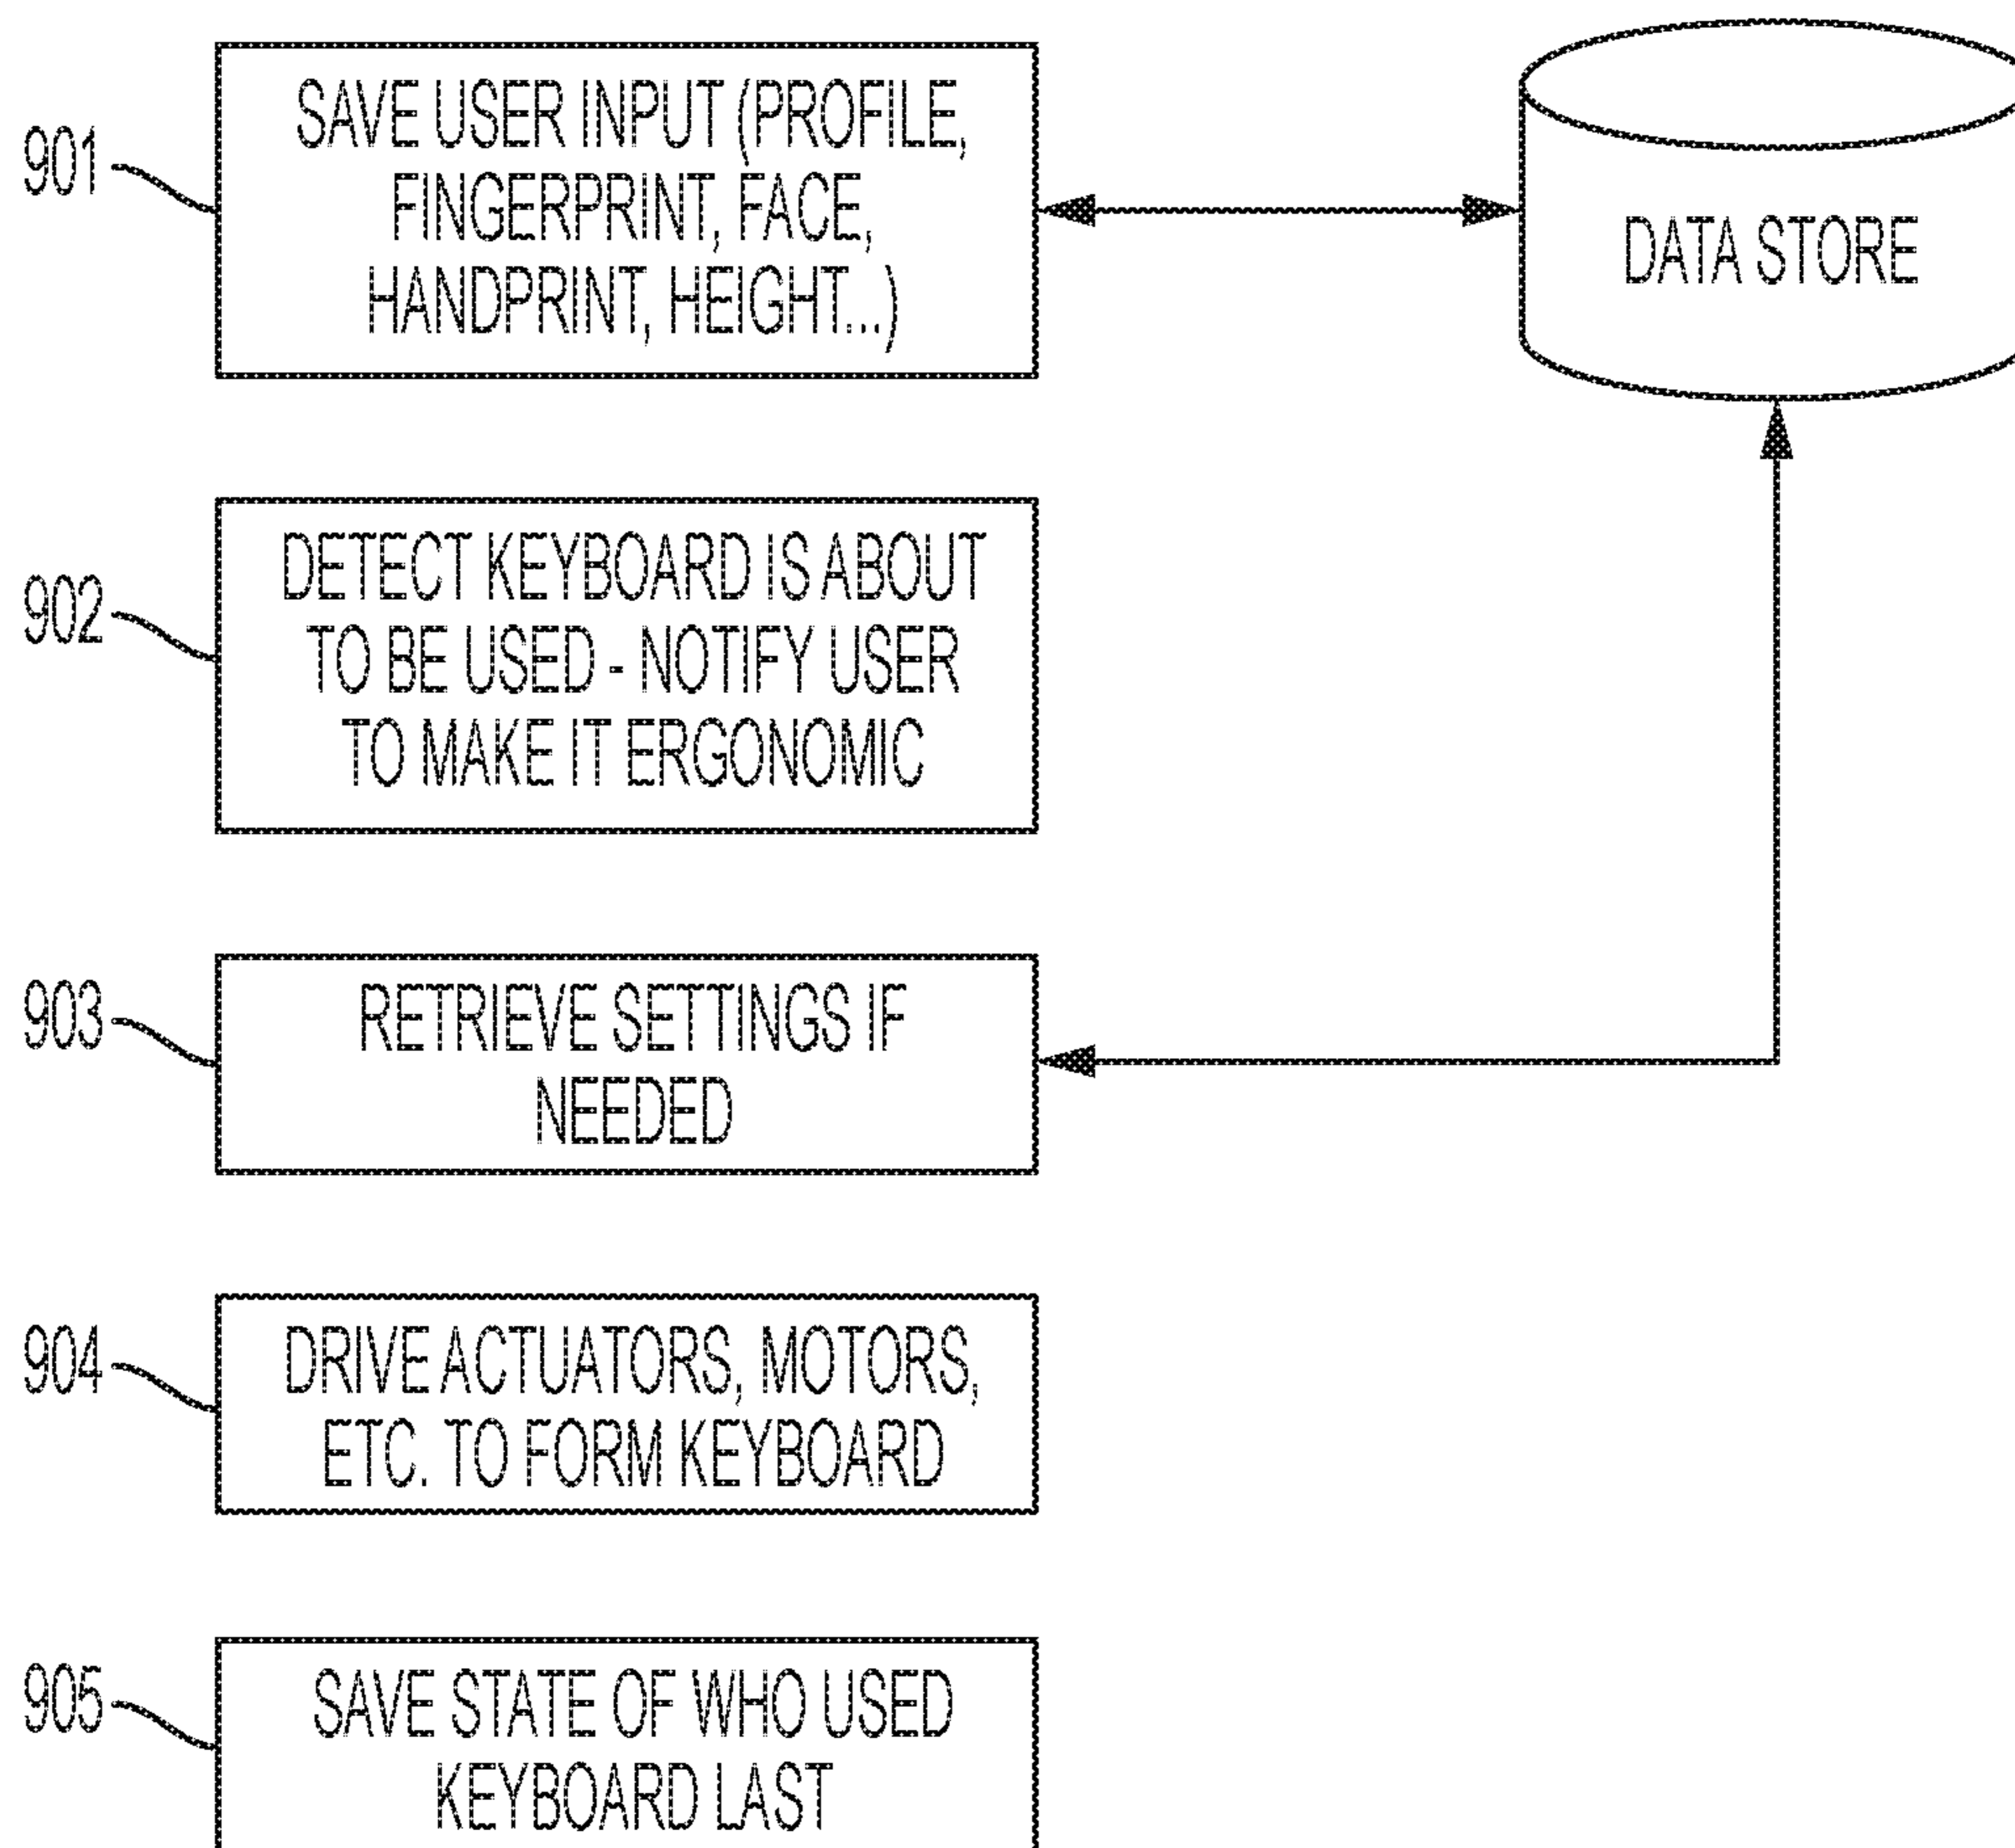 901
SAVE USER INPUT (PROFILE,
FINGERPRINT, FACE,
HANDPRINT, HEIGHT...)
DATA STORE
902
DETECT KEYBOARD IS ABOUT
TO BE USED - NOTIFY USER
TO MAKE IT ERGONOMIC
903
RETRIEVE SETTINGS IF
NEEDED
904
DRIVE ACTUATORS, MOTORS,
ETC. TO FORM KEYBOARD
905
SAVE STATE OF WHO USED
KEYBOARD LAST